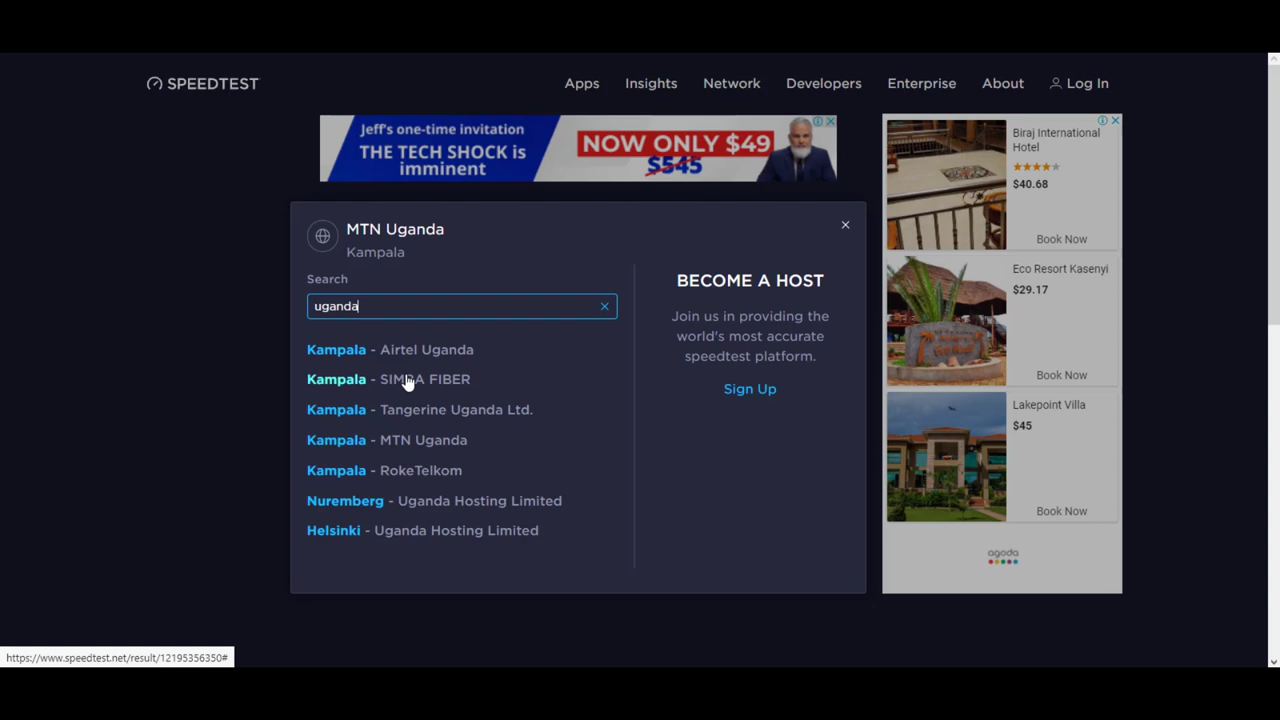 SPEEDTEST
Apps Insights Network Developers Enterprise About Log In
Jeff's one-time invitation
THE TECH SHOCK is
imminent
NOW ONLY $49
$545
MTN Uganda
Kampala
Search
uganda
Kampala - Airtel Uganda
Kampala - SIMBA FIBER
Kampala - Tangerine Uganda Ltd.
Kampala - MTN Uganda
Kampala - RokeTelkom
Nuremberg - Uganda Hosting Limited
Helsinki - Uganda Hosting Limited
BECOME A HOST
Join us in providing the
world's most accurate
speedtest platform.
Sign Up
Biraj International
Hotel
$40.68
Book Now
Eco Resort Kasenyi
$29.17
Book Now
Lakepoint Villa
$45
Book Now
agoda
https://www.speedtest.net/result/12195356350#